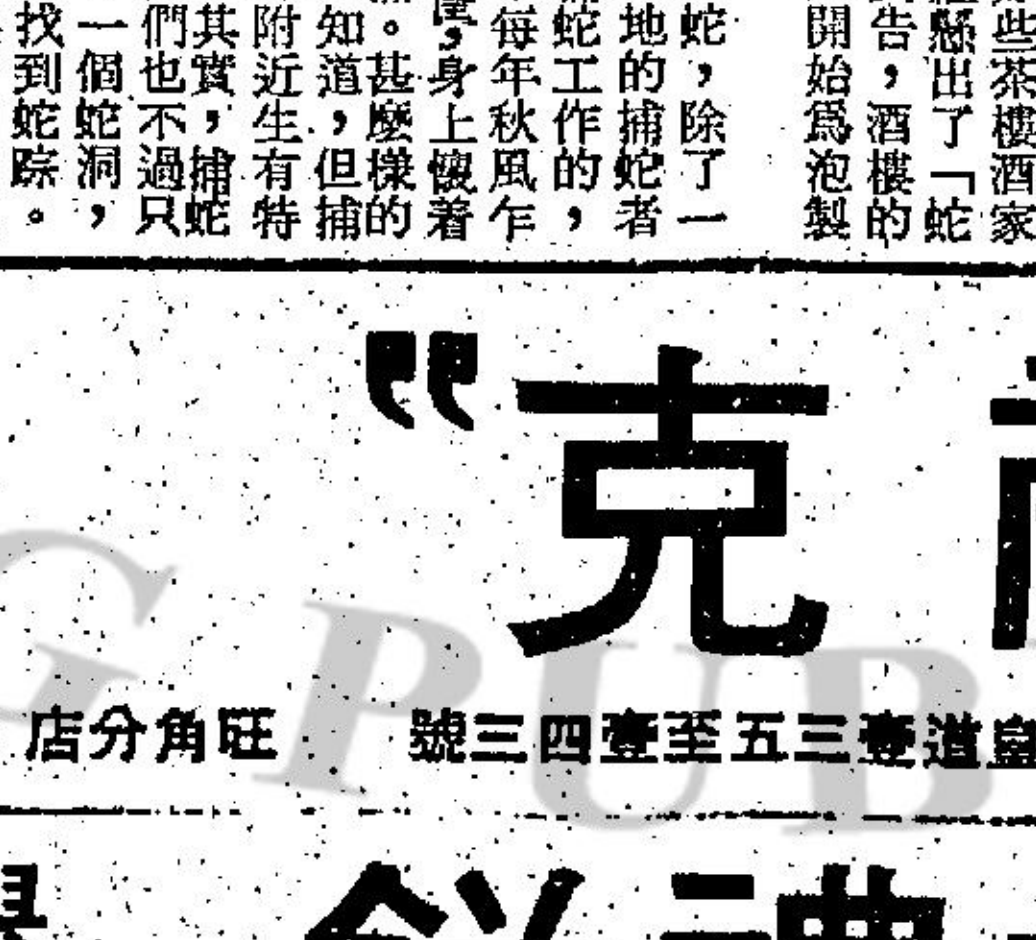 些茶樓酒家
懸出了「蛇
告，酒樓的
開始爲泡製
蛇，除了一
地的捕蛇者
蛇工作的，
每年秋風乍
，身上懷着
。甚麽樣的
知道，但捕
附近生有特
其實，捕蛇
們也不過只
一個蛇洞，
找到蛇踪。
克"
皇道壹三五至壹四三號 旺角分店
PUB